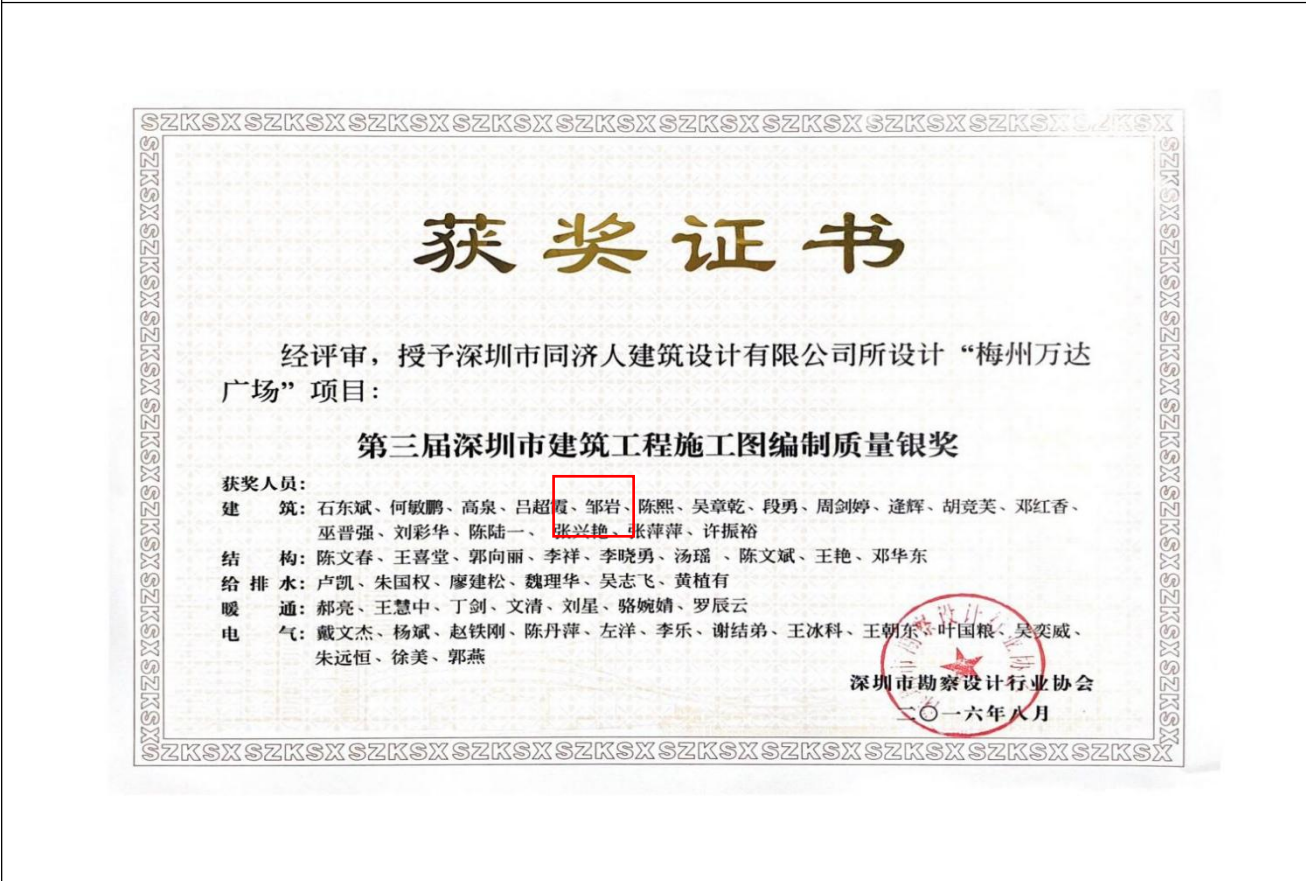 SZKSX SZKSX SZKSX SZKSX SZKSX SZKSX SZKSX SZKSX SZKSX SZKSX
获奖证书
经评审，授予深圳市同济人建筑设计有限公司所设计“梅州万达
广场”项目：
第三届深圳市建筑工程施工图编制质量银奖
获奖人员：
建 筑：石东斌、何敏鹏、高泉、吕超霞、邹岩、陈熙、吴章乾、段勇、周剑婷、逄辉、胡竞芙、邓红香、
巫晋强、刘彩华、陈陆一、 张兴艳、张萍萍、许振裕
结 构：陈文春、王喜堂、郭向丽、李祥、李晓勇、汤瑶 、陈文斌、王艳、邓华东
给 排 水：卢凯、朱国权、廖建松、魏理华、吴志飞、黄植有
暖 通：郝亮、王慧中、丁剑、文清、刘星、骆婉婧、罗辰云
电 气：戴文杰、杨斌、赵铁刚、陈丹萍、左洋、李乐、谢结弟、王冰科、王朝东、叶国粮、吴奕威、
朱远恒、徐美、郭燕
深圳市勘察设计行业协会
二〇一六年八月
SZKSX SZKSX SZKSX SZKSX SZKSX SZKSX SZKSX SZKSX SZKSX SZKSX